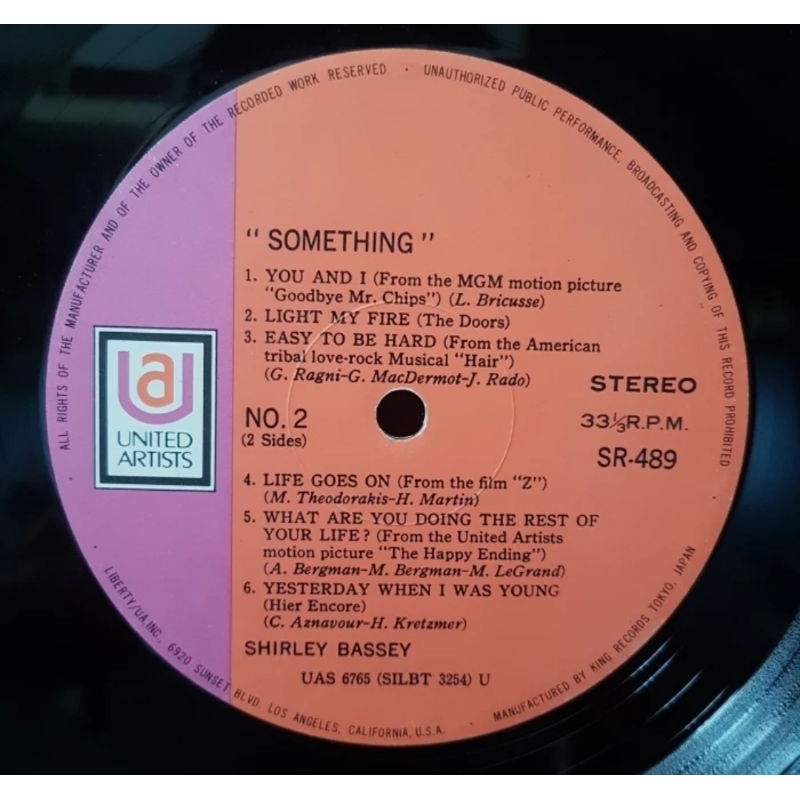 ALL RIGHTS OF THE MANUFACTURER AND OF THE OWNER OF THE RECORDED WORK RESERVED · UNAUTHORIZED PUBLIC PERFORMANCE, BROADCASTING AND COPYING OF THIS RECORD PROHIBITED
"SOMETHING"
1. YOU AND I (From the MGM motion picture
"Goodbye Mr. Chips") (L. Bricusse)
2. LIGHT MY FIRE (The Doors)
3. EASY TO BE HARD (From the American
tribal love-rock Musical "Hair")
(G. Ragni-G. MacDermot-J. Rado)
STEREO
ua
UNITED
ARTISTS
NO. 2
(2 Sides)
33⅓R.P.M.
SR-489
4. LIFE GOES ON (From the film "Z")
(M. Theodorakis-H. Martin)
5. WHAT ARE YOU DOING THE REST OF
YOUR LIFE? (From the United Artists
motion picture "The Happy Ending")
(A. Bergman-M. Bergman-M. LeGrand)
6. YESTERDAY WHEN I WAS YOUNG
(Hier Encore)
(C. Aznavour-H. Kretzmer)
SHIRLEY BASSEY
UAS 6765 (SILBT 3254) U
LIBERTY/UA, INC., 6920 SUNSET BLVD. LOS ANGELES, CALIFORNIA, U.S.A.
MANUFACTURED BY KING RECORDS TOKYO, JAPAN